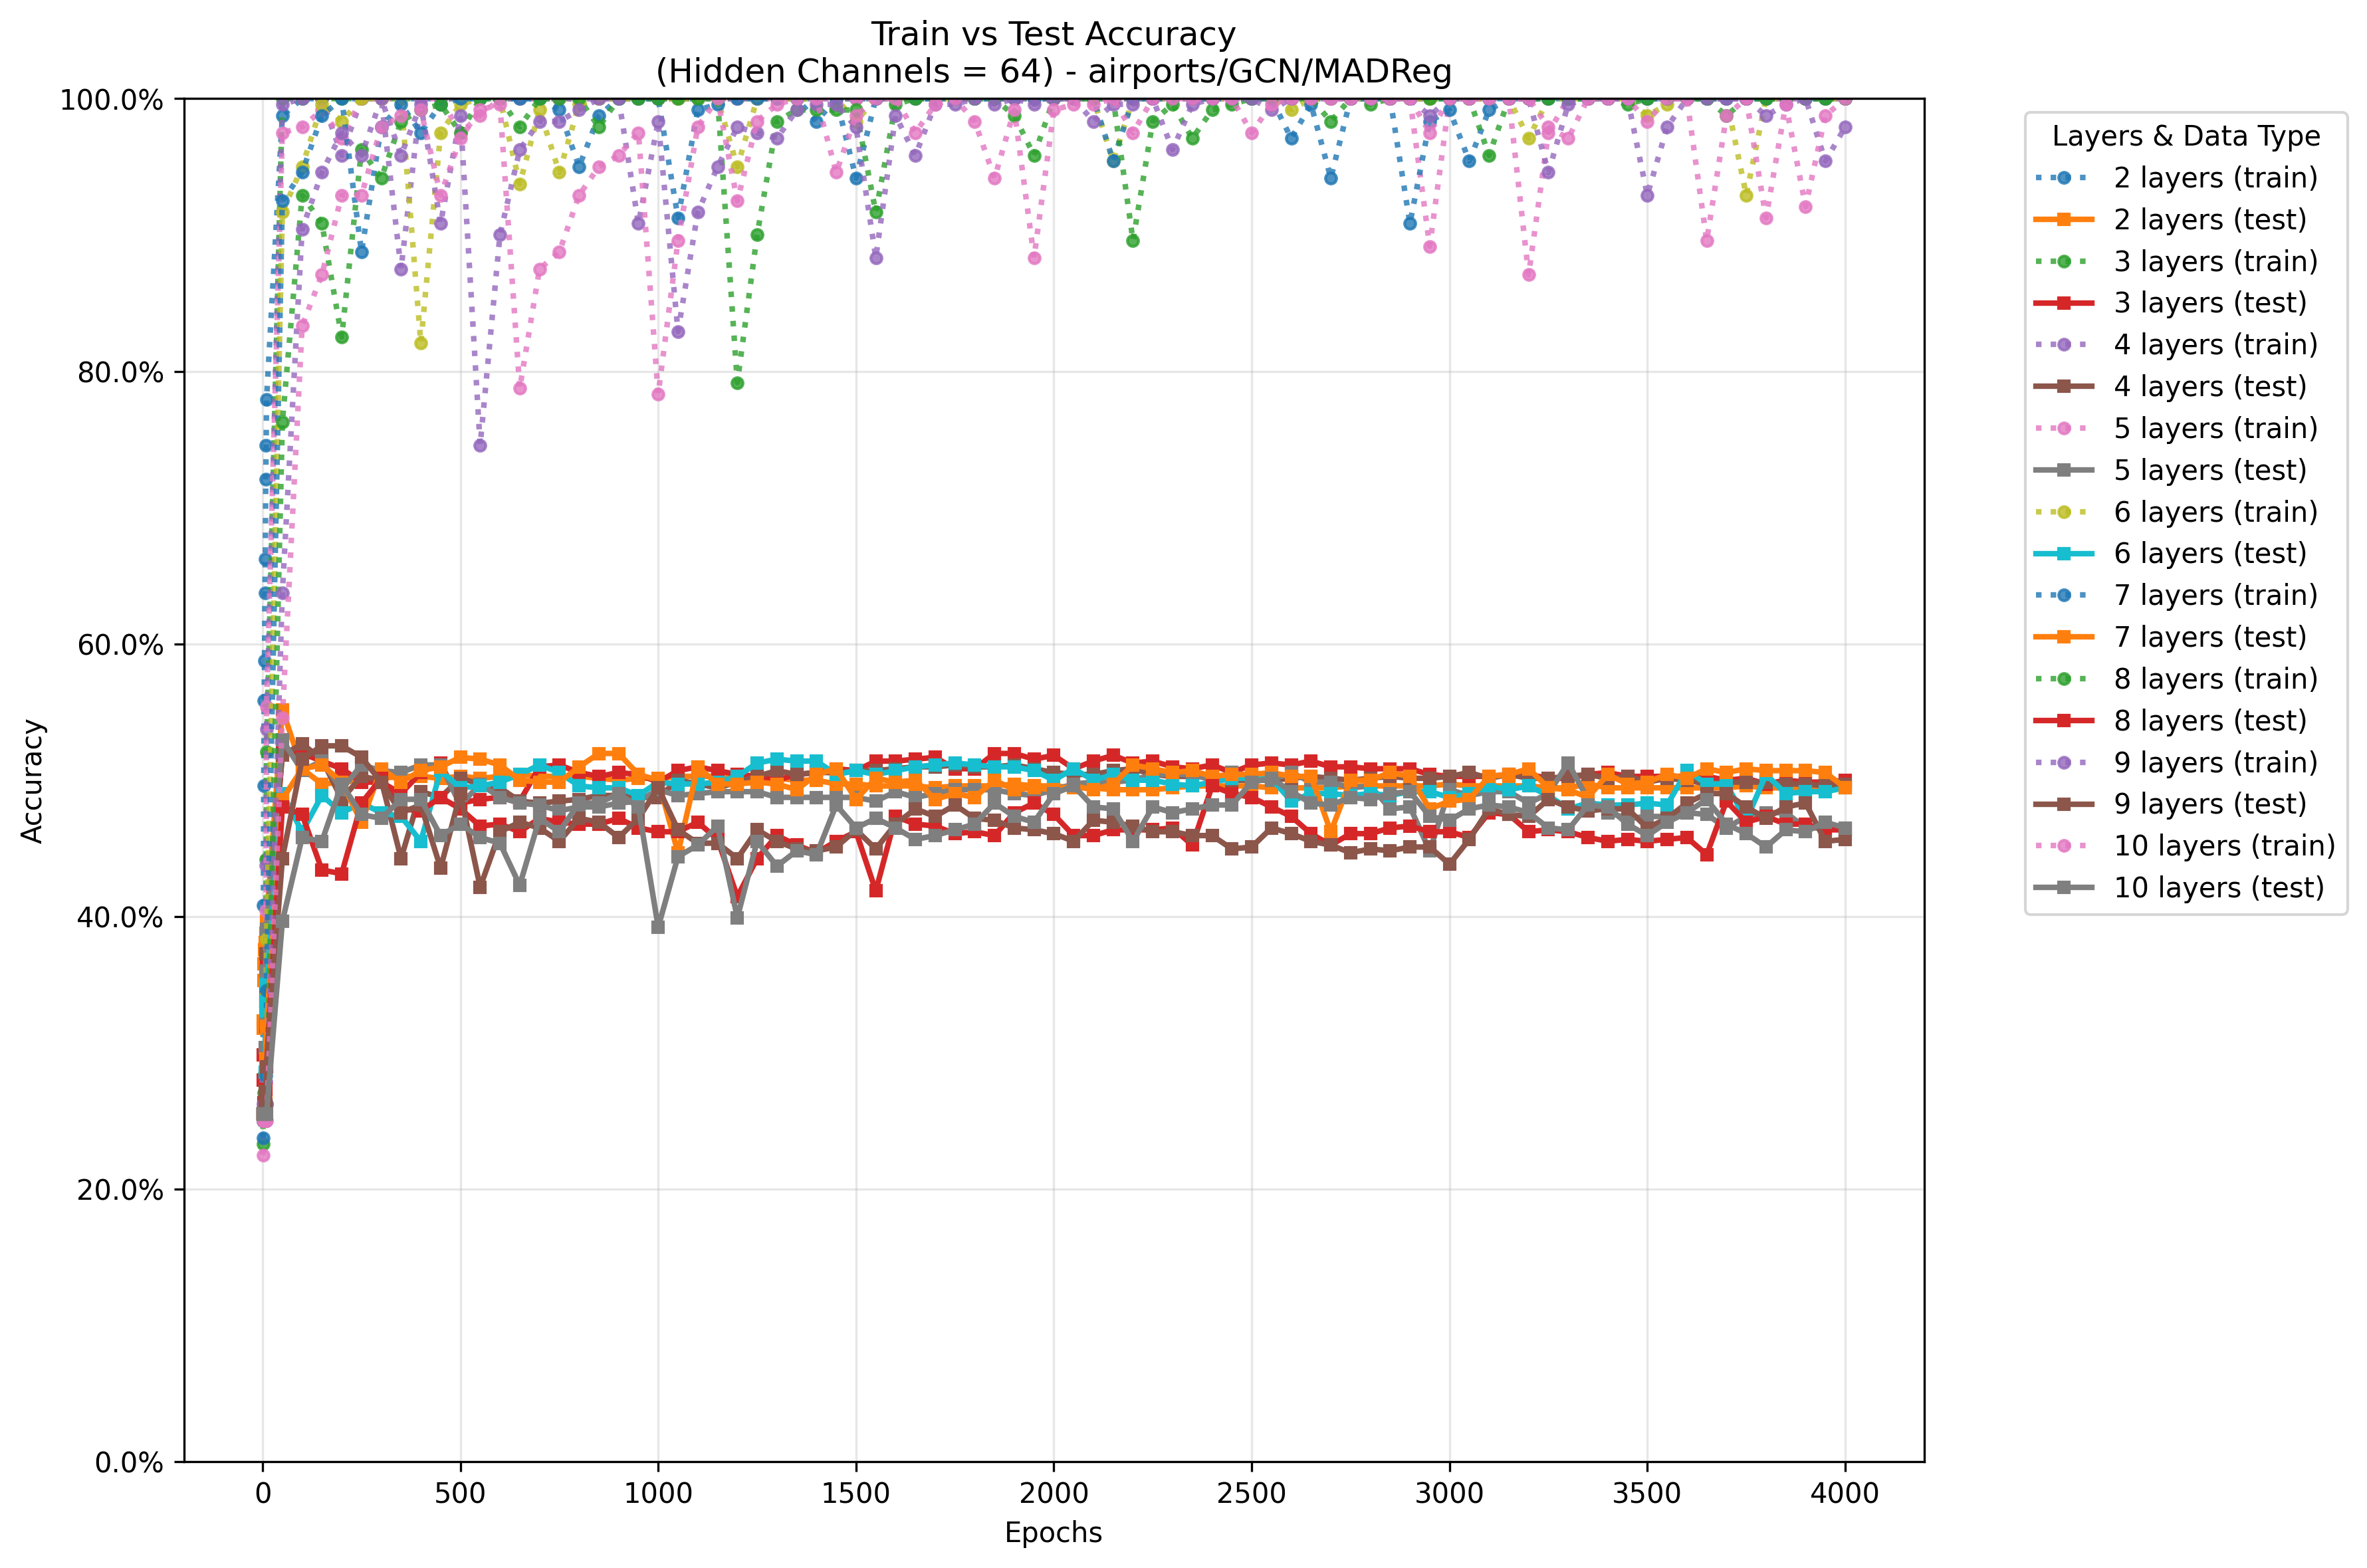 Train vs Test Accuracy
(Hidden Channels = 64) - airports/GCN/MADReg
100.0%
80.0%
60.0%
40.0%
20.0%
0.0%
Accuracy
0
500
1000
1500
2000
2500
3000
3500
4000
Epochs
Layers & Data Type
2 layers (train)
2 layers (test)
3 layers (train)
3 layers (test)
4 layers (train)
4 layers (test)
5 layers (train)
5 layers (test)
6 layers (train)
6 layers (test)
7 layers (train)
7 layers (test)
8 layers (train)
8 layers (test)
9 layers (train)
9 layers (test)
10 layers (train)
10 layers (test)